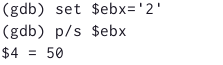 (gdb) set $ebx='2'
(gdb) p/s $ebx
$4 = 50